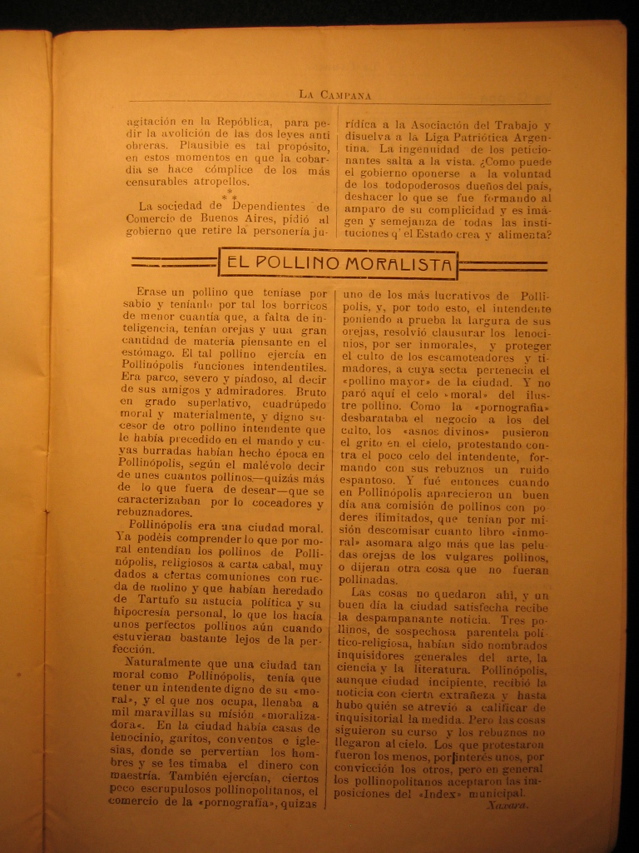 LA CAMPANA
agitación en la República, para pe-
dir la avolición de las dos leyes anti
obreras. Plausible es tal propósito,
en estos momentos en que la cobar-
día se hace cómplice de los más
censurables atropellos.
*
* *
La sociedad de Dependientes de
Comercio de Buenos Aires, pidió al
gobierno que retire la personería ju-
rídica a la Asociación del Trabajo y
disuelva a la Liga Patriótica Argen-
tina. La ingenuidad de los peticio-
nantes salta a la vista. ¿Como puede
el gobierno oponerse a la voluntad
de los todopoderosos dueños del país,
deshacer lo que se fue formando al
amparo de su complicidad y es imá-
gen y semejanza de todas las insti-
tuciones q' el Estado crea y alimenta?
EL POLLINO MORALISTA
Erase un pollino que teníase por
sabio y teníanlo por tal los borricos
de menor cuantía que, a falta de in-
teligencia, tenían orejas y una gran
cantidad de materia piensante en el
estómago. El tal pollino ejercía en
Pollinópolis funciones intendentiles.
Era parco, severo y piadoso, al decir
de sus amigos y admiradores. Bruto
en grado superlativo, cuadrúpedo
moral y materialmente, y digno su-
cesor de otro pollino intendente que
le había precedido en el mando y cu-
yas burradas habían hecho época en
Pollinópolis, según el malévolo decir
de unes cuantos pollinos—quizás más
de lo que fuera de desear—que se
caracterizaban por lo coceadores y
rebuznadores.
Pollinópolis era una ciudad moral.
Ya podéis comprender lo que por mo-
ral entendían los pollinos de Polli-
nópolis, religiosos a carta cabal, muy
dados a ciertas comuniones con rue-
da de molino y que habían heredado
de Tartufo su astucia política y su
hipocresía personal, lo que los hacía
unos perfectos pollinos aún cuando
estuvieran bastante lejos de la per-
fección.
Naturalmente que una ciudad tan
moral como Pollinópolis, tenía que
tener un intendente digno de su «mo-
ral», y el que nos ocupa, llenaba a
mil maravillas su misión «moraliza-
dora«. En la ciudad había casas de
lenocinio, garitos, conventos e igle-
sias, donde se pervertían los hom-
bres y se les timaba el dinero con
maestría. También ejercían, ciertos
poco escrupulosos pollinopolitanos, el
comercio de la «pornografía», quizas
uno de los más lucrativos de Polli-
polis, y, por todo esto, el intendente
poniendo a prueba la largura de sus
orejas, resolvió clausurar los lenoci-
nios, por ser inmorales, y proteger
el culto de los escamoteadores y ti-
madores, a cuya secta pertenecía el
«pollino mayor» de la ciudad. Y no
paró aquí el celo «moral» del ilus-
tre pollino. Como la «pornografía»
desbarataba el negocio a los del
culto, los «asnos divinos» pusieron
el grito en el cielo, protestando con-
tra el poco celo del intendente, for-
mando con sus rebuznos un ruido
espantoso. Y fué entonces cuando
en Pollinópolis aparecieron un buen
día ana comisión de pollinos con po
deres ilimitados, que tenían por mi
sión descomisar cuanto libro «inmo-
ral» asomara algo más que las pelu-
das orejas de los vulgares pollinos,
o dijeran otra cosa que no fueran
pollinadas.
Las cosas no quedaron ahí, y un
buen día la ciudad satisfecha recibe
la despampanante noticia. Tres po-
llinos, de sospechosa parentela polí-
tico-religiosa, habían sido nombrados
inquisidores generales del arte, la
ciencia y la literatura. Pollinópolis,
aunque ciudad incipiente, recibió la
noticia con cierta extrañeza y hasta
hubo quién se atrevió a calificar de
inquisitorial la medida. Pero las cosas
siguieron su curso y los rebuznos no
llegaron al cielo. Los que protestaron
fueron los menos, por interés unos, por
convicción los otros, pero en general
los pollinopolitanos aceptaron las im-
posiciones del «Index» municipal.
Xavara.